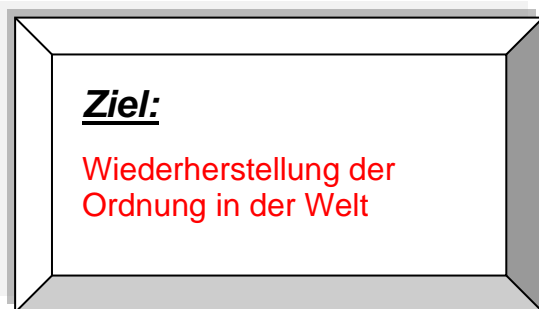 Ziel:
Wiederherstellung der
Ordnung in der Welt